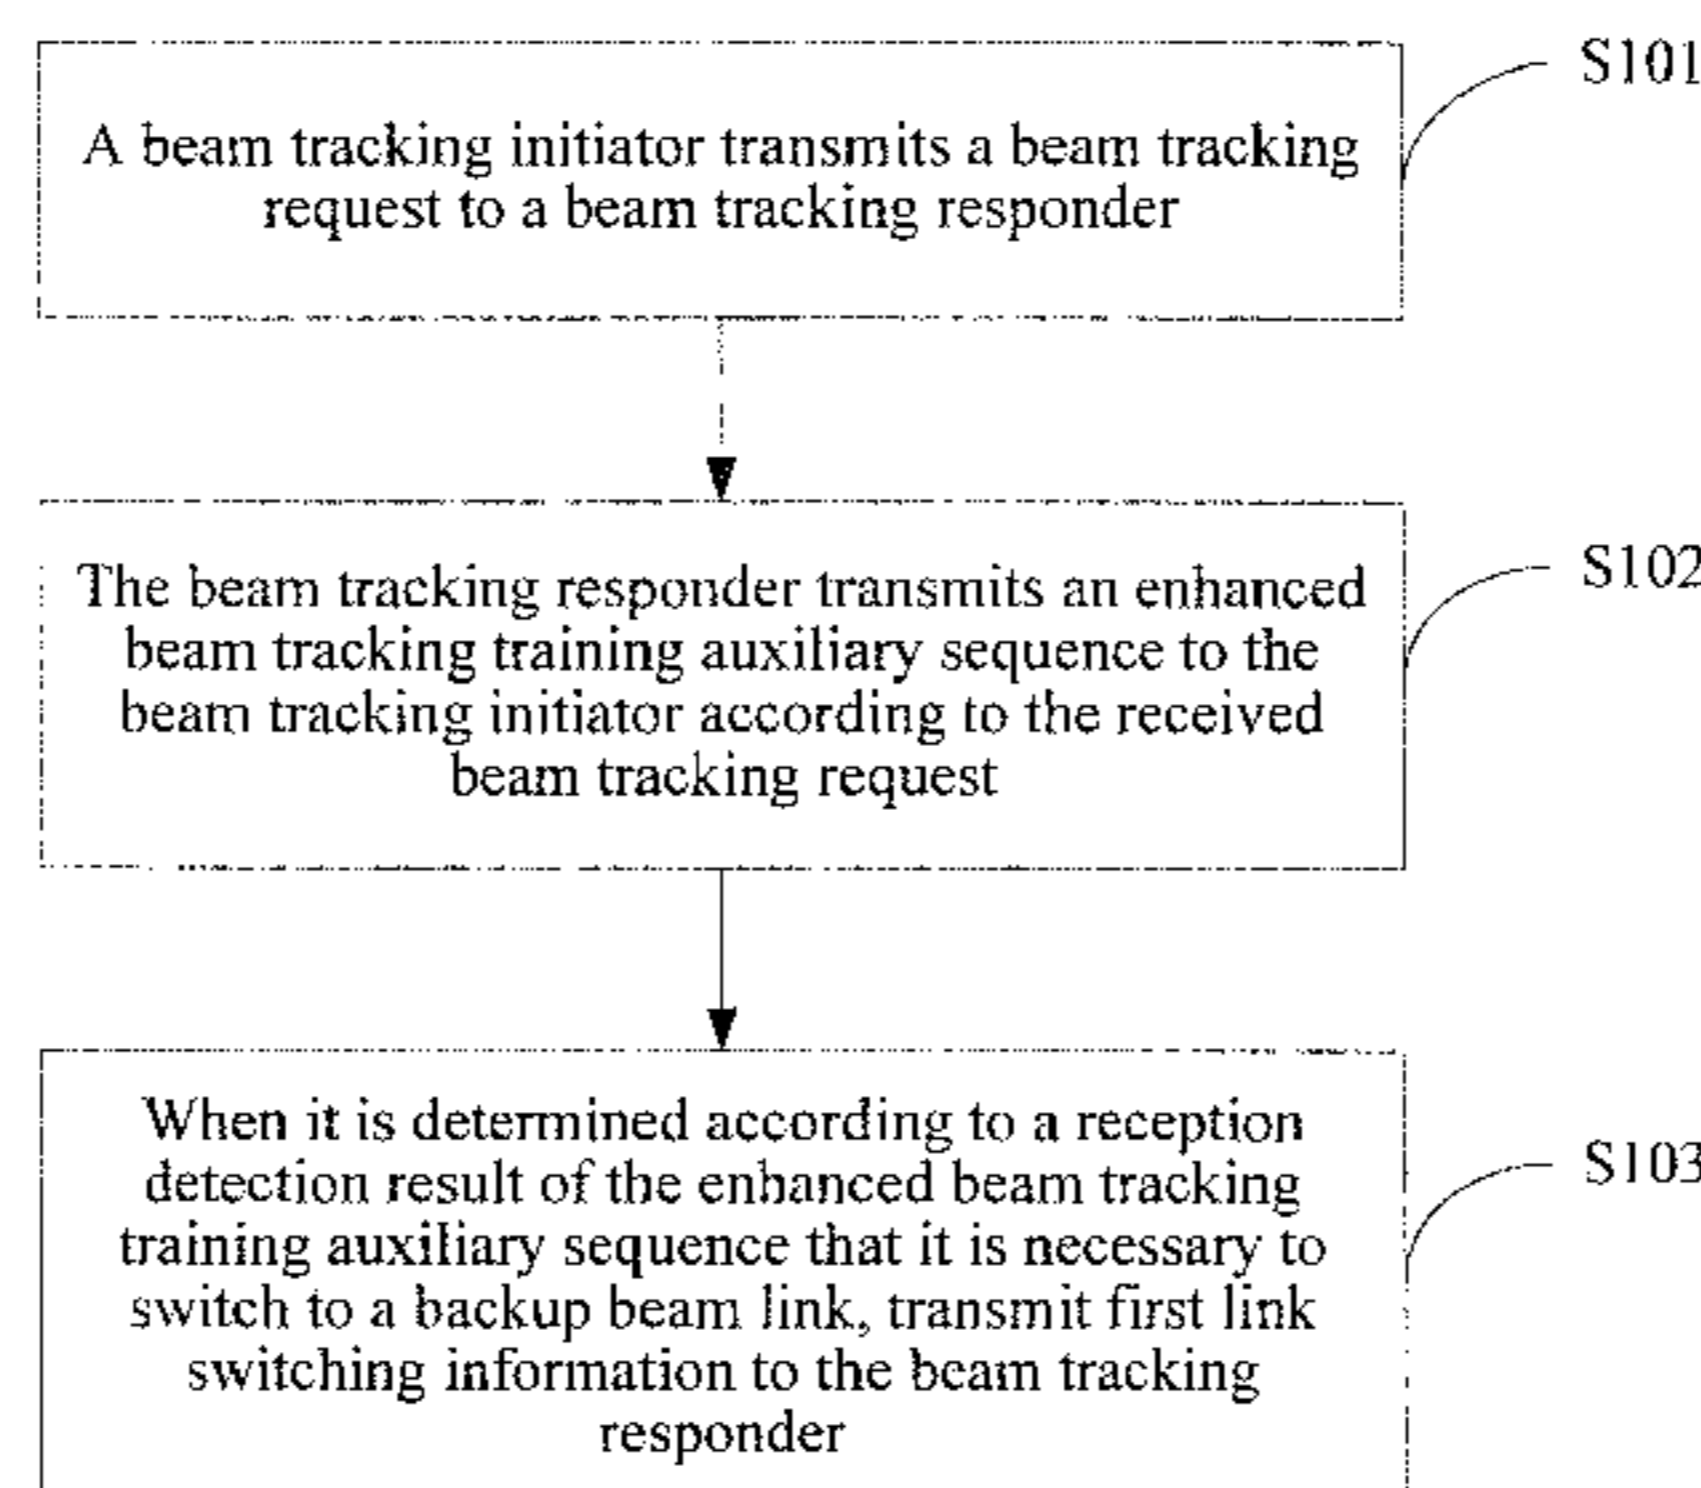 S101
A beam tracking initiator transmits a beam tracking
request to a beam tracking responder
S102
The beam tracking responder transmits an enhanced
beam tracking training auxiliary sequence to the
beam tracking initiator according to the received
beam tracking request
S103
When it is determined according to a reception
detection result of the enhanced beam tracking
training auxiliary sequence that it is necessary to
switch to a backup beam link, transmit first link
switching information to the beam tracking
responder